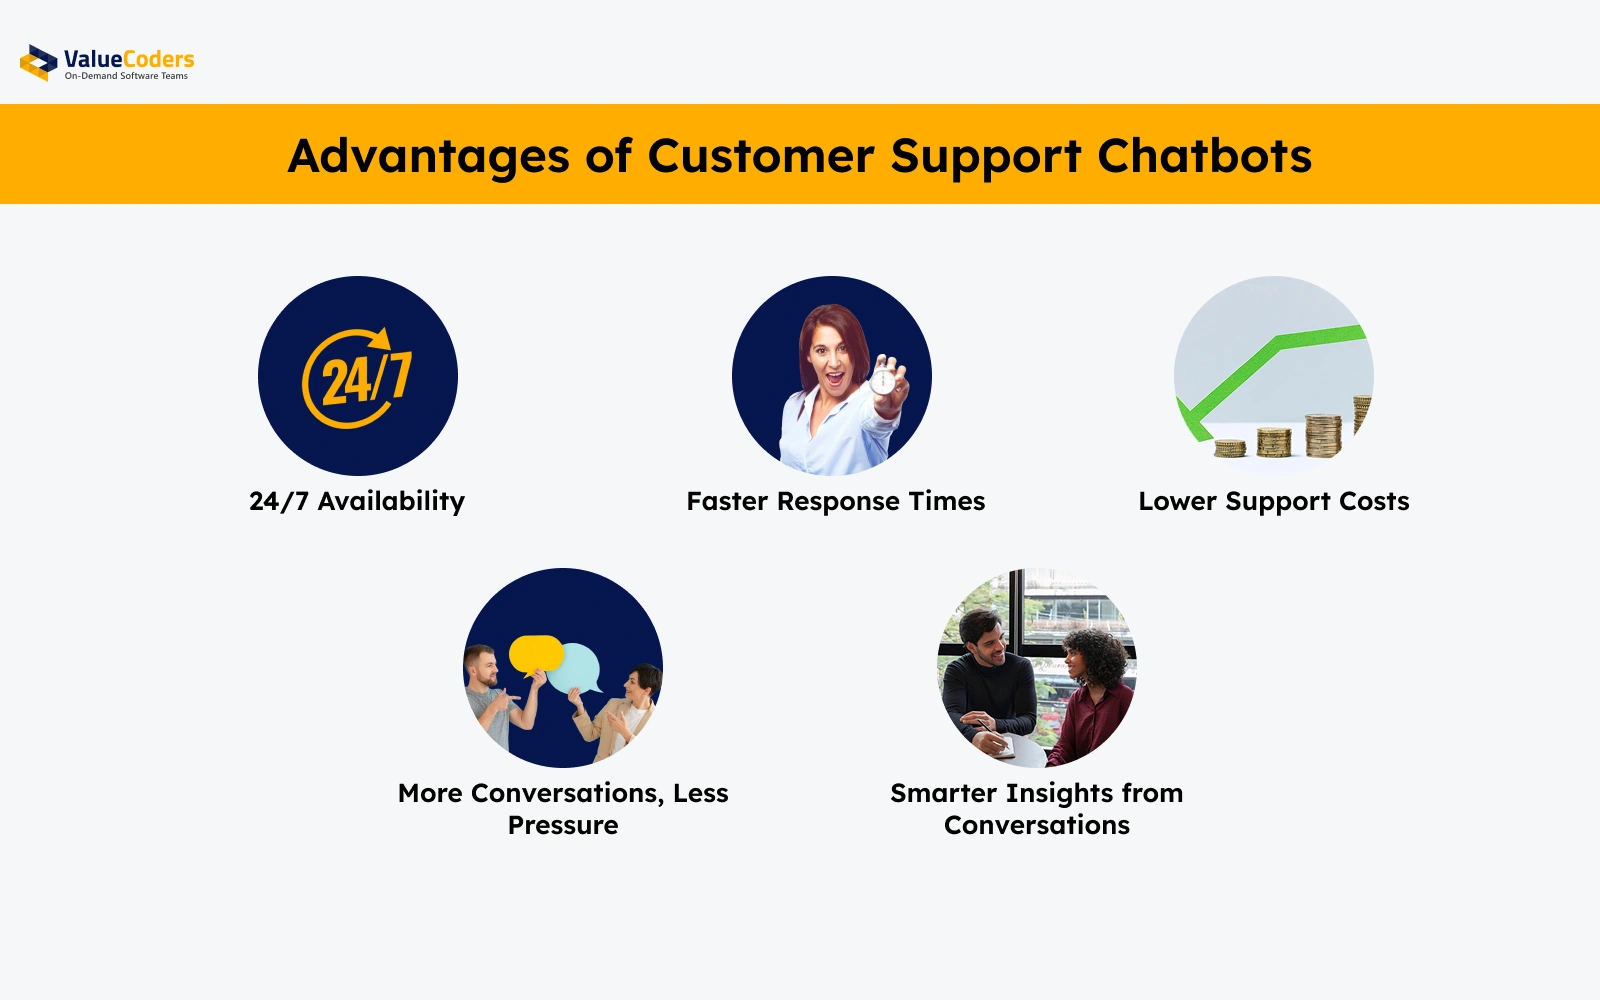 ValueCoders
On-Demand Software Teams
Advantages of Customer Support Chatbots
24/7
24/7 Availability
Faster Response Times
Lower Support Costs
More Conversations, Less
Pressure
Smarter Insights from
Conversations